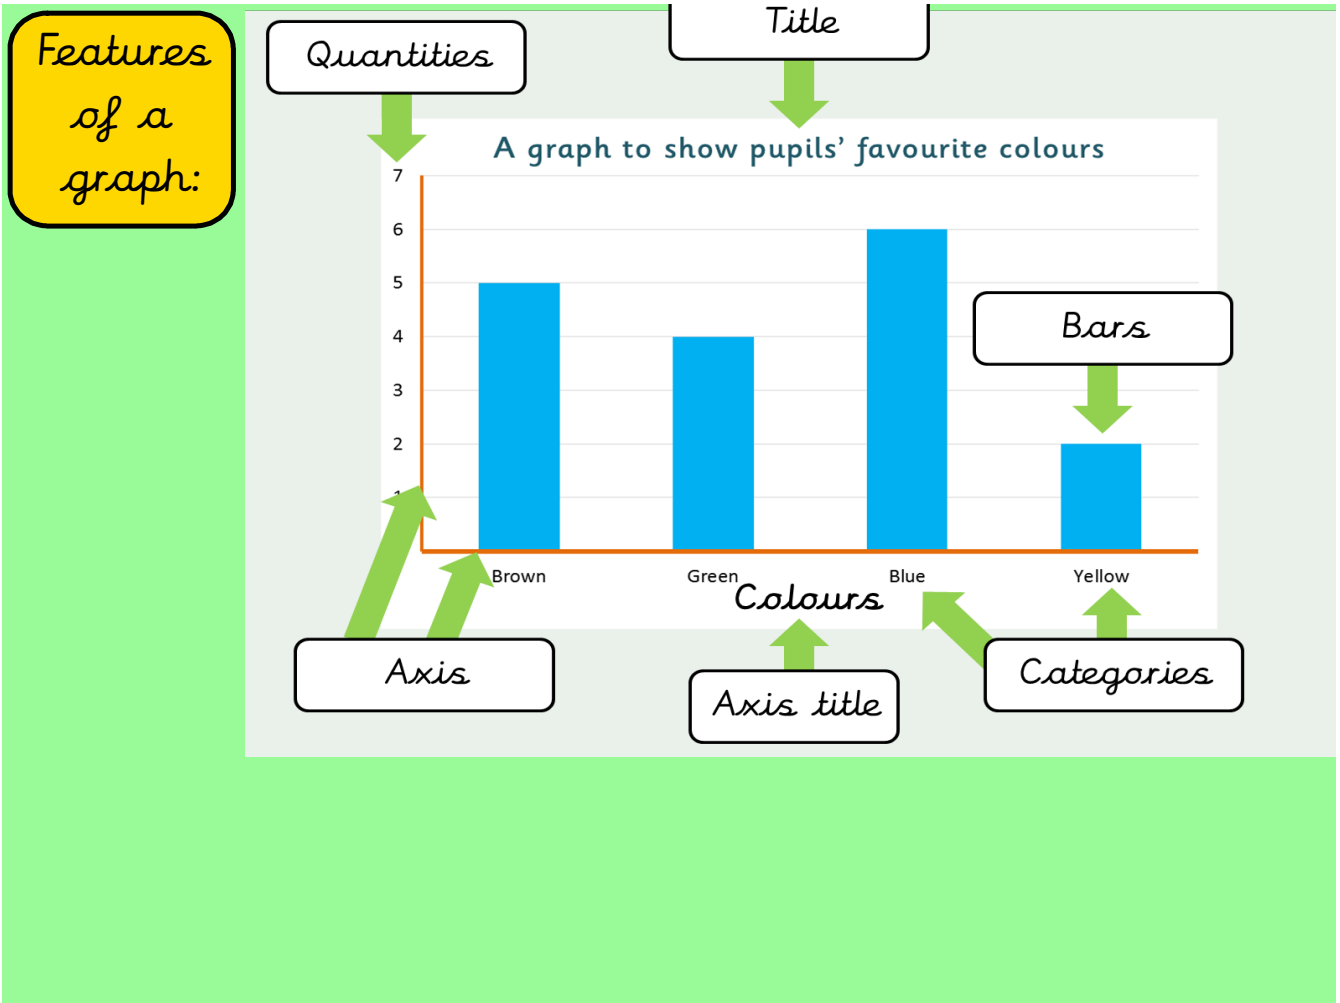 Features
of a
graph:
Quantities
Title
A graph to show pupils' favourite colours
7
6
5
4
3
2
Bars
Brown
Green
Blue
Yellow
Colours
Axis
Axis title
Categories